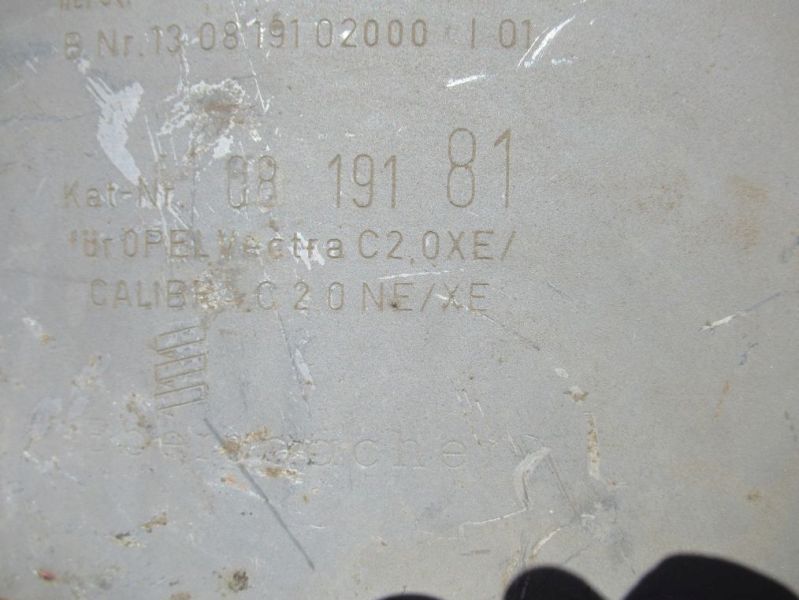 B.Nr. 13 08 191 02000 I 01
Kat-Nr. 08 191 81
für OPEL Vectra C2.0XE/
CALIBRA C 2 0 NE/XE